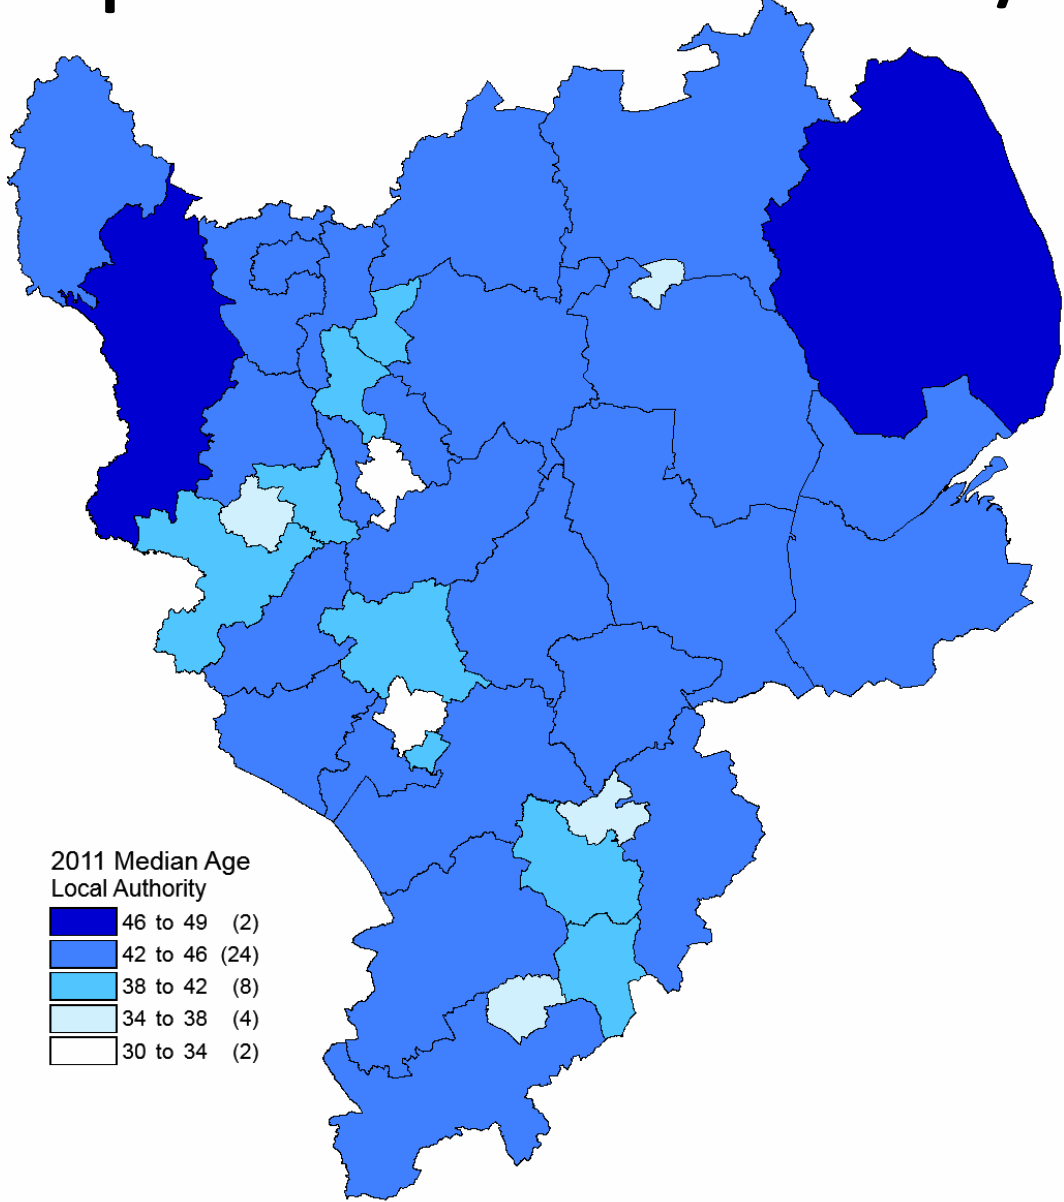 2011 Median Age
Local Authority
46 to 49 (2)
42 to 46 (24)
38 to 42 (8)
34 to 38 (4)
30 to 34 (2)